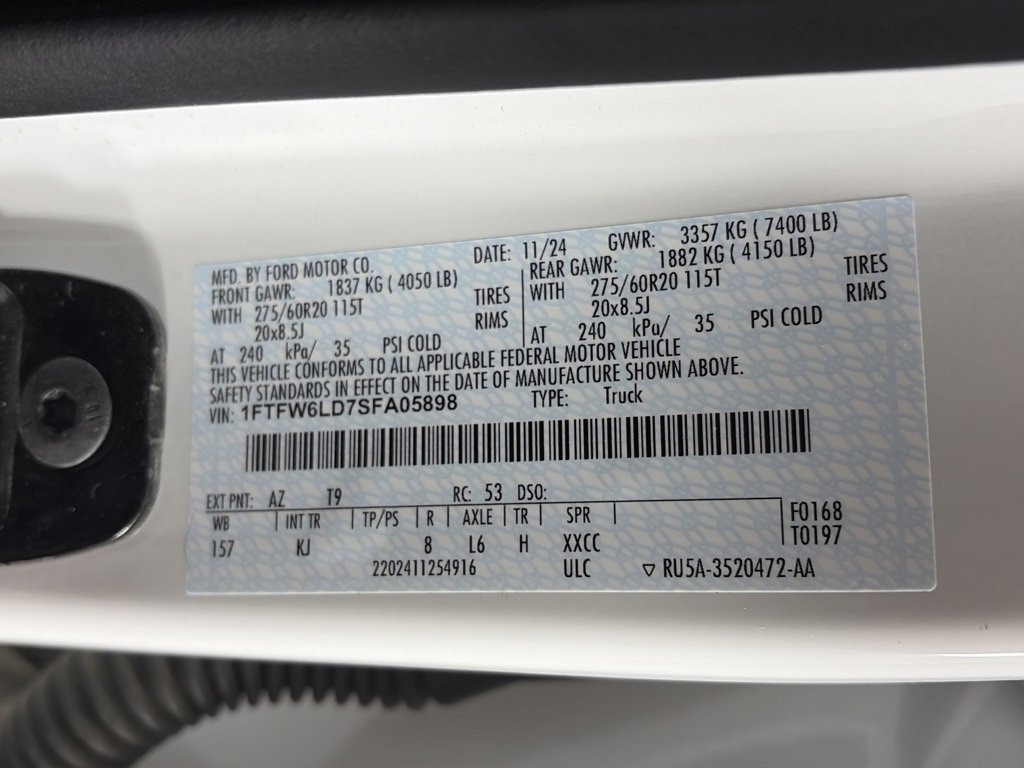 MFD. BY FORD MOTOR CO. DATE: 11/24 GVWR: 3357 KG ( 7400 LB)
FRONT GAWR: 1837 KG ( 4050 LB) REAR GAWR: 1882 KG ( 4150 LB)
WITH 275/60R20 115T TIRES WITH 275/60R20 115T TIRES
20x8.5J RIMS 20x8.5J RIMS
AT 240 kPa/ 35 PSI COLD AT 240 kPa/ 35 PSI COLD
THIS VEHICLE CONFORMS TO ALL APPLICABLE FEDERAL MOTOR VEHICLE
SAFETY STANDARDS IN EFFECT ON THE DATE OF MANUFACTURE SHOWN ABOVE.
VIN: 1FTFW6LD7SFA05898 TYPE: Truck
EXT PNT: AZ T9 RC: 53 DSO:
WB INT TR TP/PS R AXLE TR SPR F0168
157 KJ 8 L6 H XXCC T0197
2202411254916 ULC ▽ RU5A-3520472-AA